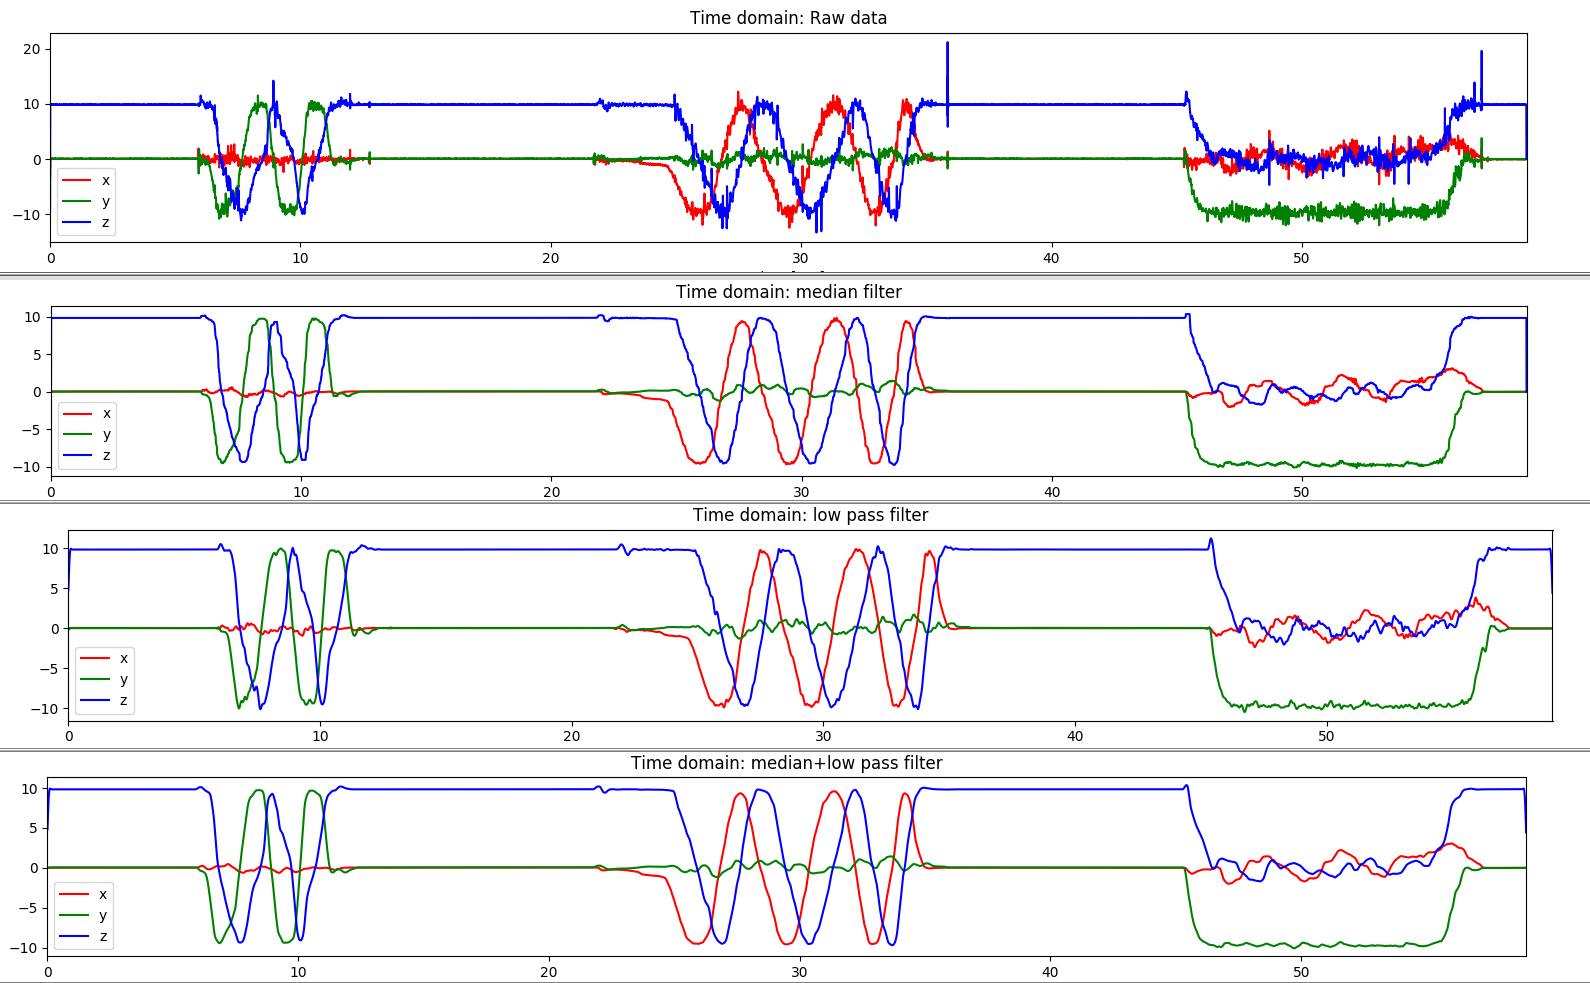 Time domain: Raw data
20
10
0
−10
x
y
z
0 10 20 30 40 50
Time domain: median filter
10
5
0
−5
−10
x
y
z
0 10 20 30 40 50
Time domain: low pass filter
10
5
0
−5
−10
x
y
z
0 10 20 30 40 50
Time domain: median+low pass filter
10
5
0
−5
−10
x
y
z
0 10 20 30 40 50